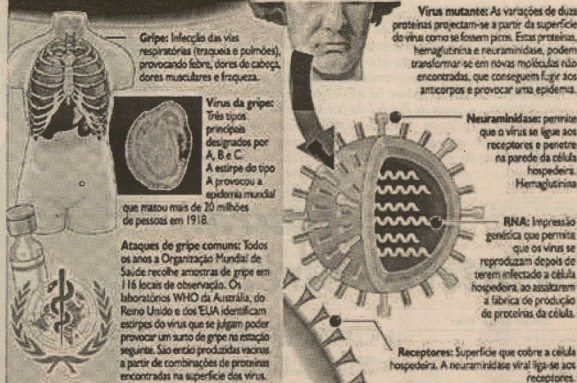 Gripe: Infecção das vias
respiratórias (traqueia e pulmões),
provocando febre, dores de cabeça,
dores musculares e fraqueza.
Vírus da gripe:
Três tipos
principais
designados por
A, B e C.
A estirpe do tipo
A provocou a
epidemia mundial
que matou mais de 20 milhões
de pessoas em 1918.
Ataques de gripe comuns: Todos
os anos a Organização Mundial de
Saúde recolhe amostras de gripe em
116 locais de observação. Os
laboratórios WHO da Austrália, do
Reino Unido e dos EUA identificam
estirpes do vírus que se julgam poder
provocar um surto de gripe na estação
seguinte. São então produzidas vacinas
a partir de combinações de proteínas
encontradas na superfície dos vírus.
Vírus mutante: As variações de duas
proteínas projectam-se a partir da superfície
do vírus como se fossem picos. Estas proteínas,
hemaglutinina e neuraminidase, podem
transformar-se em novas moléculas não
encontradas, que conseguem fugir aos
anticorpos e provocar uma epidemia.
Neuraminidase: permite
que o vírus se ligue aos
receptores e penetre
na parede da célula
hospedeira.
Hemaglutinina
RNA: Impressão
genética que permite
que os vírus se
reproduzam depois de
terem infectado a célula
hospedeira, ao assaltarem
a fábrica de produção
de proteínas da célula.
Receptores: Superfície que cobre a célula
hospedeira. A neuraminidase viral liga-se aos
receptores.